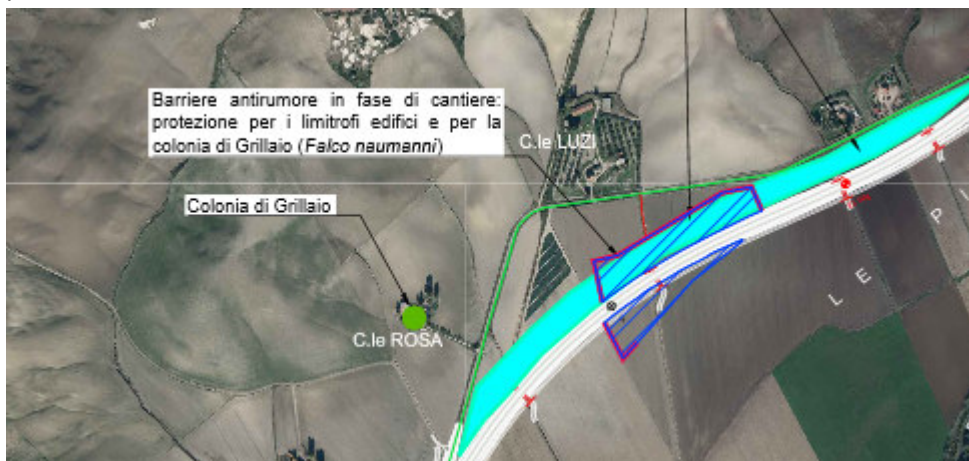 Barriere antirumore in fase di cantiere:
protezione per i limitrofi edifici e per la
colonia di Grillaio (Falco naumanni)
C.le LUZI
Colonia di Grillaio
C.le ROSA
L E P I